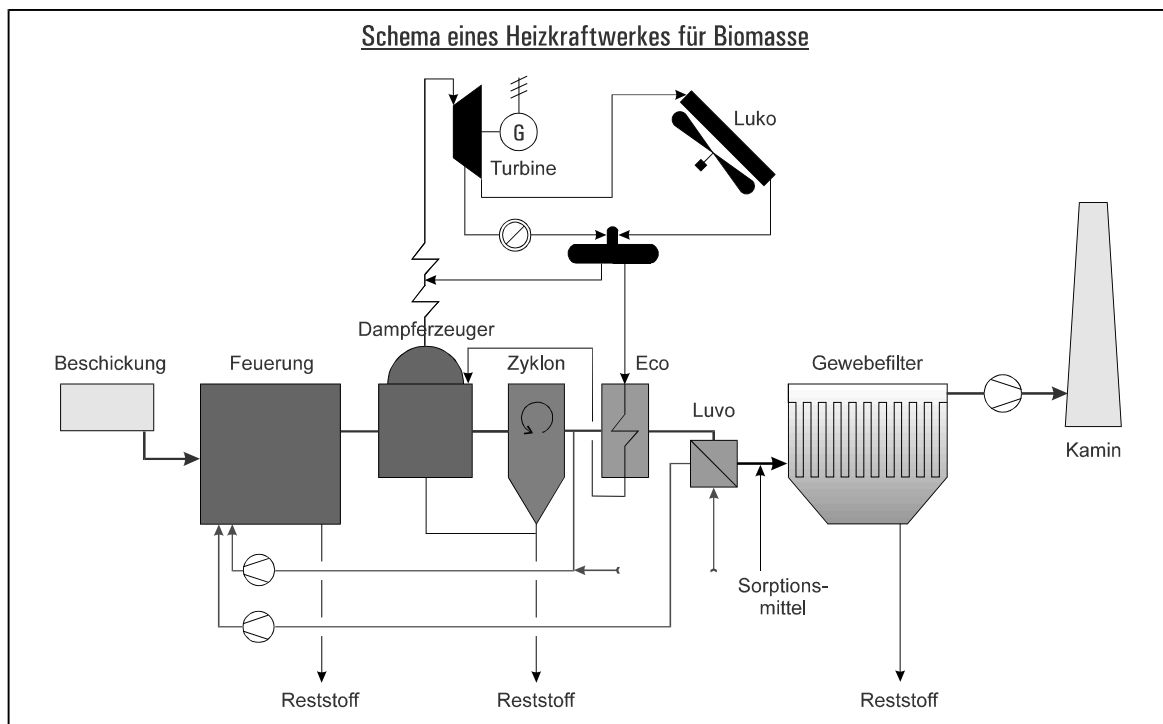 Schema eines Heizkraftwerkes für Biomasse
G
Turbine
Luko
Dampferzeuger
Beschickung
Feuerung
Zyklon
Eco
Luvo
Gewebefilter
Kamin
Sorptions-
mittel
Reststoff
Reststoff
Reststoff